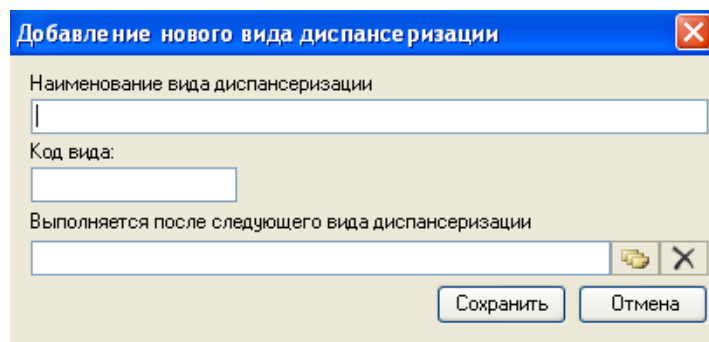 Добавление нового вида диспансеризации
Наименование вида диспансеризации
Код вида:
Выполняется после следующего вида диспансеризации
Сохранить Отмена